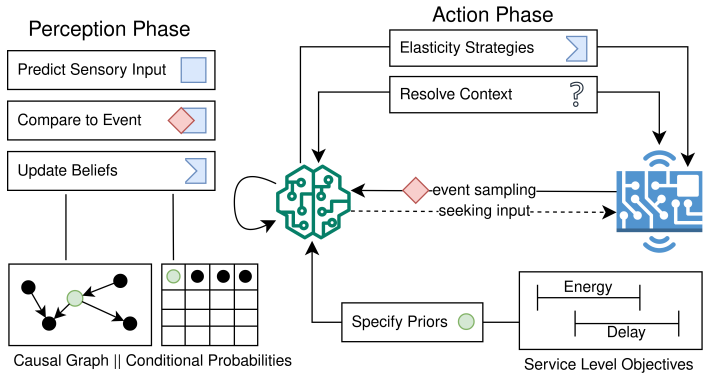 Perception Phase
Predict Sensory Input
Compare to Event
Update Beliefs
Causal Graph || Conditional Probabilities
Action Phase
Elasticity Strategies
Resolve Context
?
event sampling
seeking input
Specify Priors
Energy
Delay
Service Level Objectives